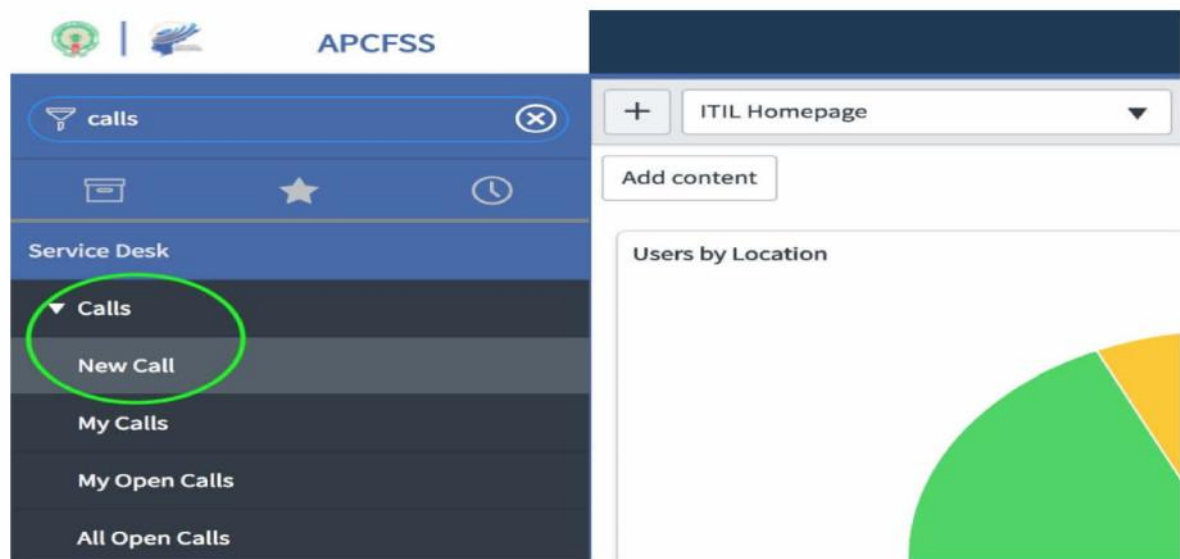 APCFSS
calls
ITIL Homepage
Add content
Service Desk
Users by Location
Calls
New Call
My Calls
My Open Calls
All Open Calls